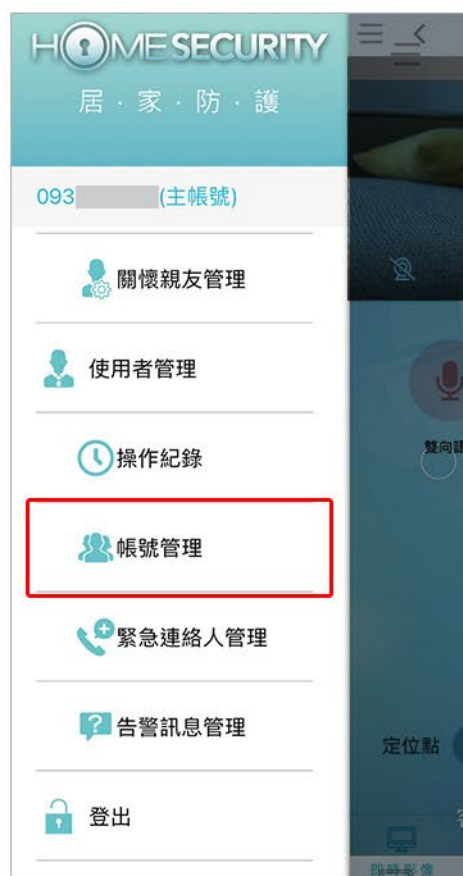 HOME SECURITY
居·家·防·護
093 (主帳號)
關懷親友管理
使用者管理
操作紀錄
帳號管理
緊急連絡人管理
告警訊息管理
登出
雙向語
定位點
即時影像